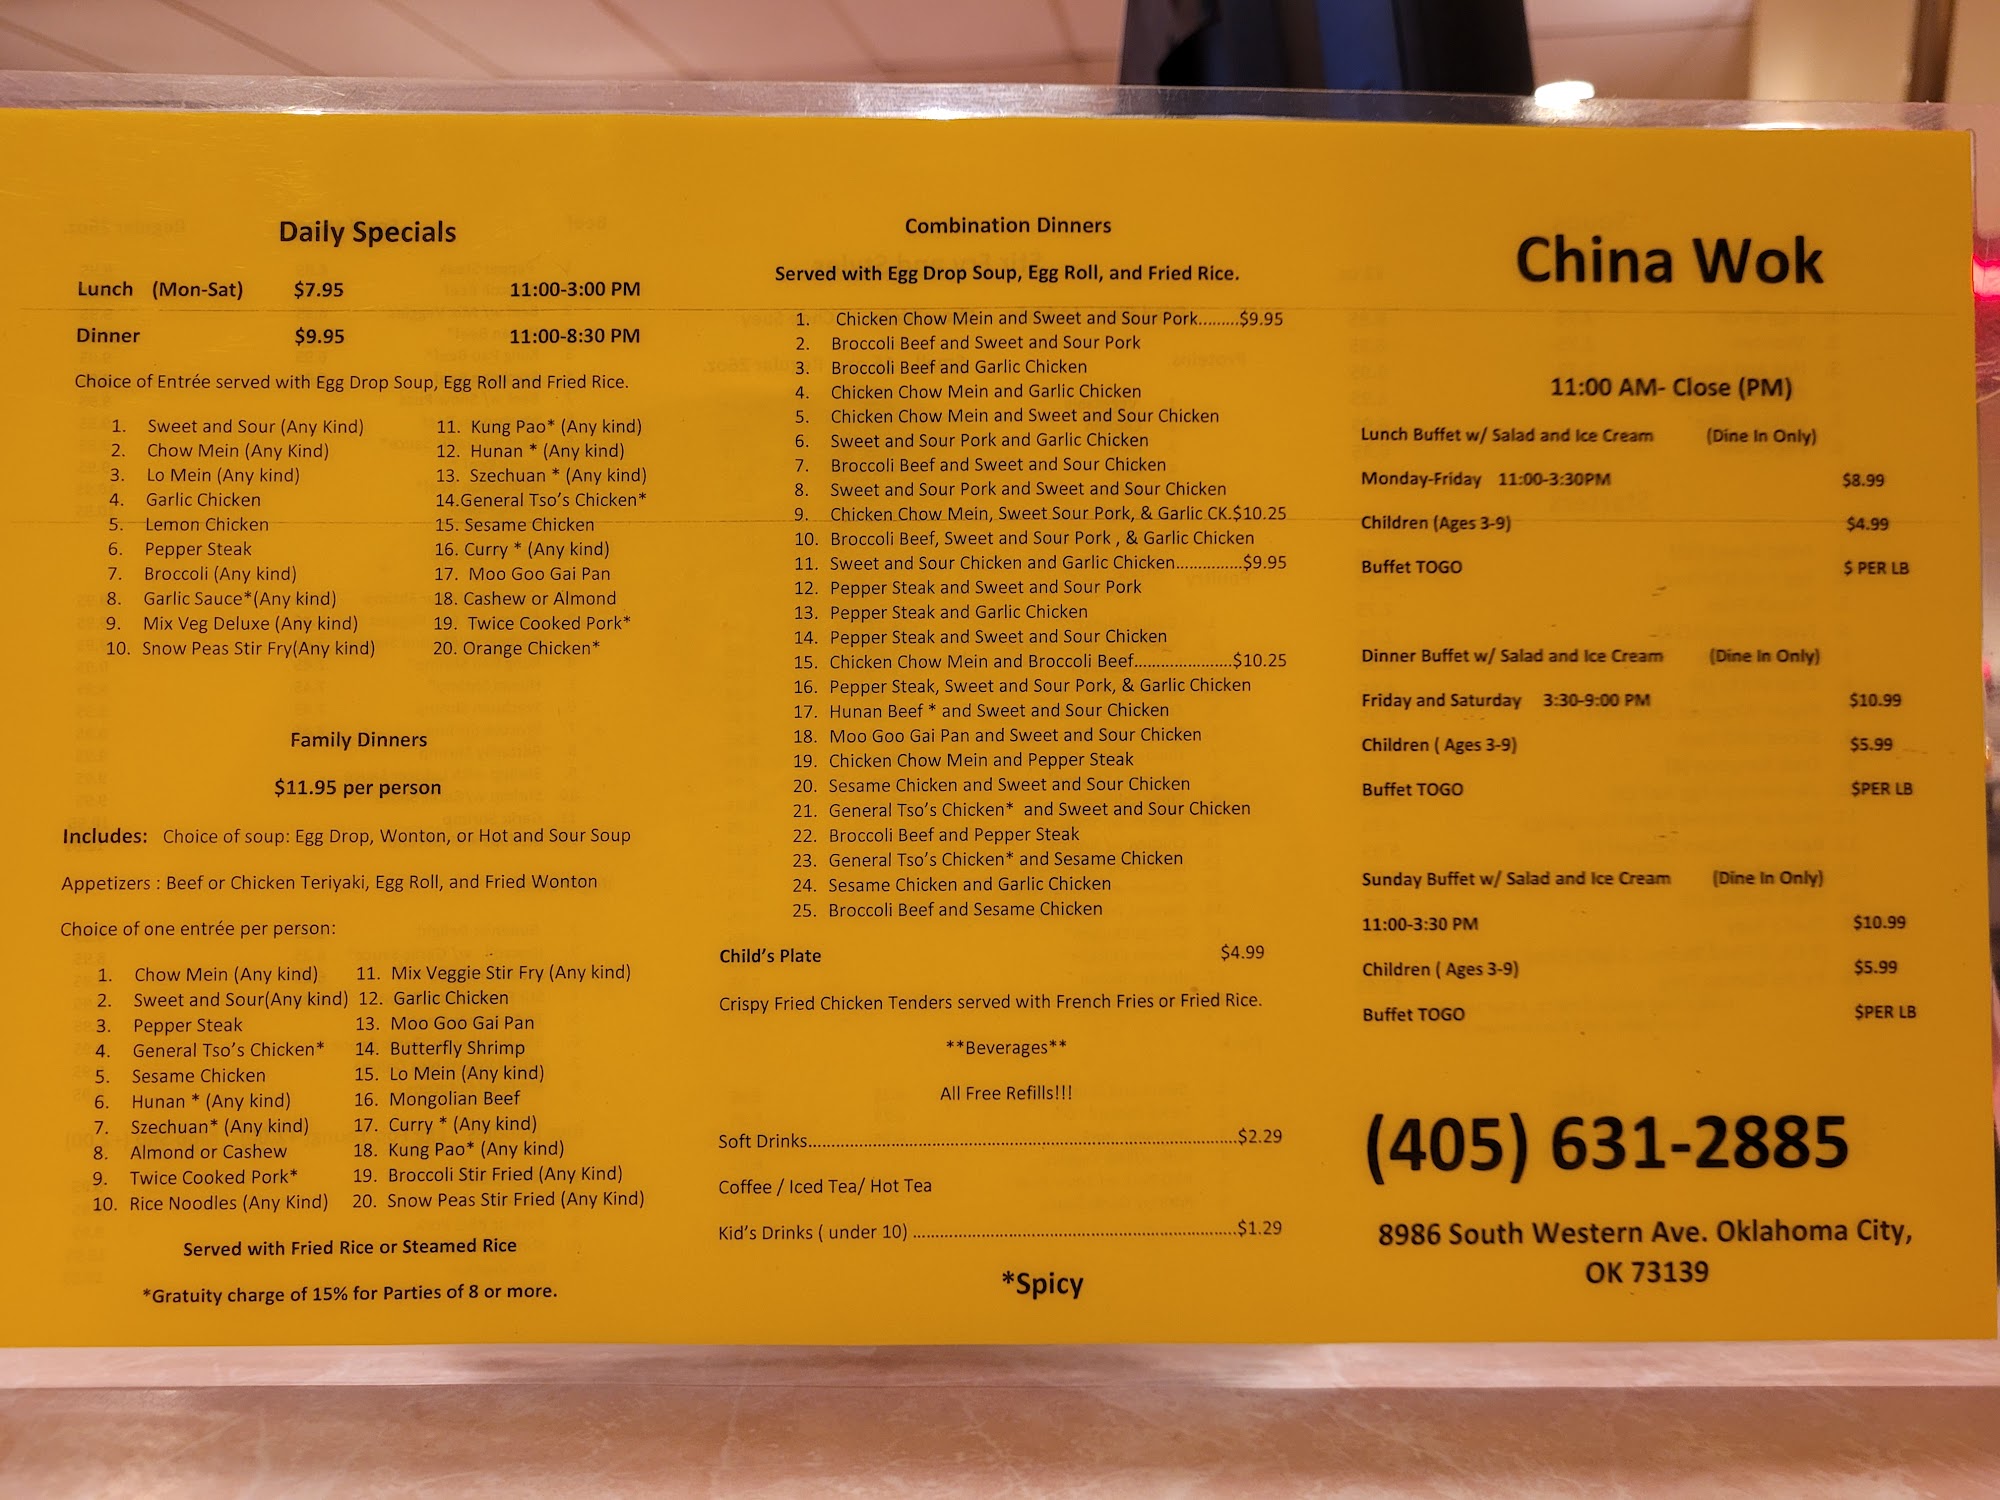 Daily Specials
Lunch (Mon-Sat) $7.95 11:00-3:00 PM
Dinner $9.95 11:00-8:30 PM
Choice of Entrée served with Egg Drop Soup, Egg Roll and Fried Rice.
1. Sweet and Sour (Any Kind)
2. Chow Mein (Any Kind)
3. Lo Mein (Any kind)
4. Garlic Chicken
5. Lemon Chicken
6. Pepper Steak
7. Broccoli (Any kind)
8. Garlic Sauce*(Any kind)
9. Mix Veg Deluxe (Any kind)
10. Snow Peas Stir Fry(Any kind)
11. Kung Pao* (Any kind)
12. Hunan * (Any kind)
13. Szechuan * (Any kind)
14.General Tso's Chicken*
15. Sesame Chicken
16. Curry * (Any kind)
17. Moo Goo Gai Pan
18. Cashew or Almond
19. Twice Cooked Pork*
20. Orange Chicken*
Family Dinners
$11.95 per person
Includes: Choice of soup: Egg Drop, Wonton, or Hot and Sour Soup
Appetizers : Beef or Chicken Teriyaki, Egg Roll, and Fried Wonton
Choice of one entrée per person:
1. Chow Mein (Any kind)
2. Sweet and Sour(Any kind)
3. Pepper Steak
4. General Tso's Chicken*
5. Sesame Chicken
6. Hunan * (Any kind)
7. Szechuan* (Any kind)
8. Almond or Cashew
9. Twice Cooked Pork*
10. Rice Noodles (Any Kind)
11. Mix Veggie Stir Fry (Any kind)
12. Garlic Chicken
13. Moo Goo Gai Pan
14. Butterfly Shrimp
15. Lo Mein (Any kind)
16. Mongolian Beef
17. Curry * (Any kind)
18. Kung Pao* (Any kind)
19. Broccoli Stir Fried (Any Kind)
20. Snow Peas Stir Fried (Any Kind)
Served with Fried Rice or Steamed Rice
*Gratuity charge of 15% for Parties of 8 or more.
Combination Dinners
Served with Egg Drop Soup, Egg Roll, and Fried Rice.
1. Chicken Chow Mein and Sweet and Sour Pork.........$9.95
2. Broccoli Beef and Sweet and Sour Pork
3. Broccoli Beef and Garlic Chicken
4. Chicken Chow Mein and Garlic Chicken
5. Chicken Chow Mein and Sweet and Sour Chicken
6. Sweet and Sour Pork and Garlic Chicken
7. Broccoli Beef and Sweet and Sour Chicken
8. Sweet and Sour Pork and Sweet and Sour Chicken
9. Chicken Chow Mein, Sweet Sour Pork, & Garlic CK.$10.25
10. Broccoli Beef, Sweet and Sour Pork , & Garlic Chicken
11. Sweet and Sour Chicken and Garlic Chicken...............$9.95
12. Pepper Steak and Sweet and Sour Pork
13. Pepper Steak and Garlic Chicken
14. Pepper Steak and Sweet and Sour Chicken
15. Chicken Chow Mein and Broccoli Beef......................$10.25
16. Pepper Steak, Sweet and Sour Pork, & Garlic Chicken
17. Hunan Beef * and Sweet and Sour Chicken
18. Moo Goo Gai Pan and Sweet and Sour Chicken
19. Chicken Chow Mein and Pepper Steak
20. Sesame Chicken and Sweet and Sour Chicken
21. General Tso's Chicken* and Sweet and Sour Chicken
22. Broccoli Beef and Pepper Steak
23. General Tso's Chicken* and Sesame Chicken
24. Sesame Chicken and Garlic Chicken
25. Broccoli Beef and Sesame Chicken
Child's Plate $4.99
Crispy Fried Chicken Tenders served with French Fries or Fried Rice.
**Beverages**
All Free Refills!!!
Soft Drinks..............................................................................$2.29
Coffee / Iced Tea/ Hot Tea
Kid's Drinks ( under 10) ...........................................................$1.29
*Spicy
China Wok
11:00 AM- Close (PM)
Lunch Buffet w/ Salad and Ice Cream (Dine In Only)
Monday-Friday 11:00-3:30PM $8.99
Children (Ages 3-9) $4.99
Buffet TOGO $ PER LB
Dinner Buffet w/ Salad and Ice Cream (Dine In Only)
Friday and Saturday 3:30-9:00 PM $10.99
Children ( Ages 3-9) $5.99
Buffet TOGO $PER LB
Sunday Buffet w/ Salad and Ice Cream (Dine In Only)
11:00-3:30 PM $10.99
Children ( Ages 3-9) $5.99
Buffet TOGO $PER LB
(405) 631-2885
8986 South Western Ave. Oklahoma City,
OK 73139